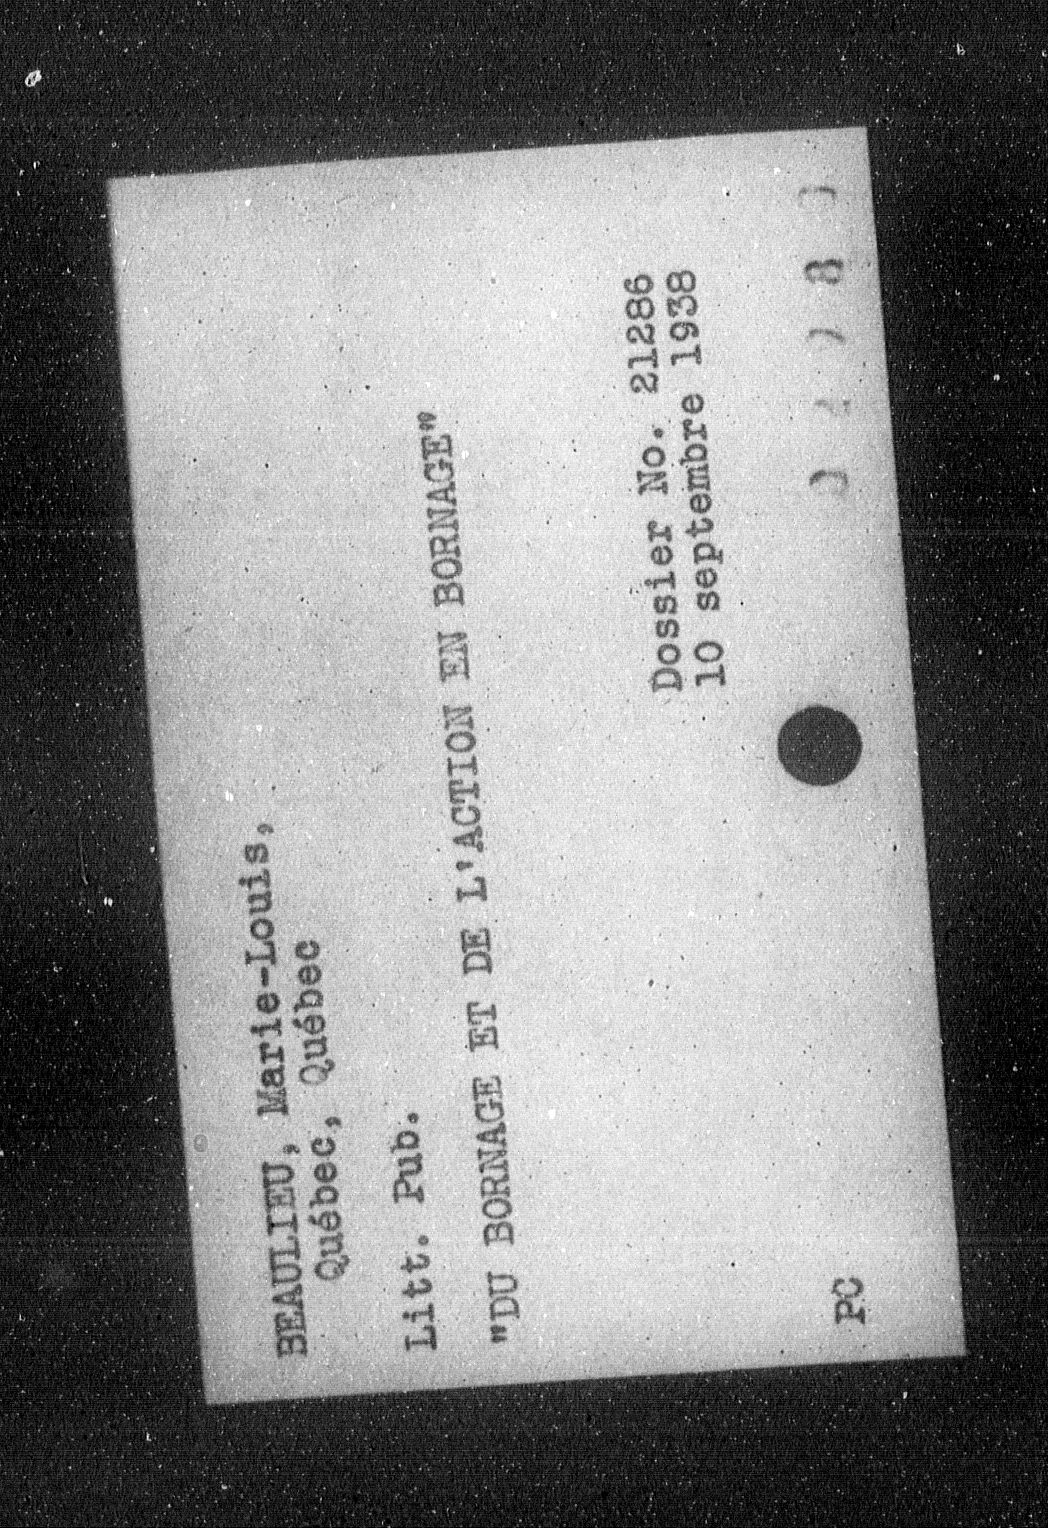 BEAULIEU, Marie-Louis,
Québec, Québec
Litt. Pub.
"DU BORNAGE ET DE L'ACTION EN BORNAGE"
Dossier No. 21286
10 septembre 1938
PC